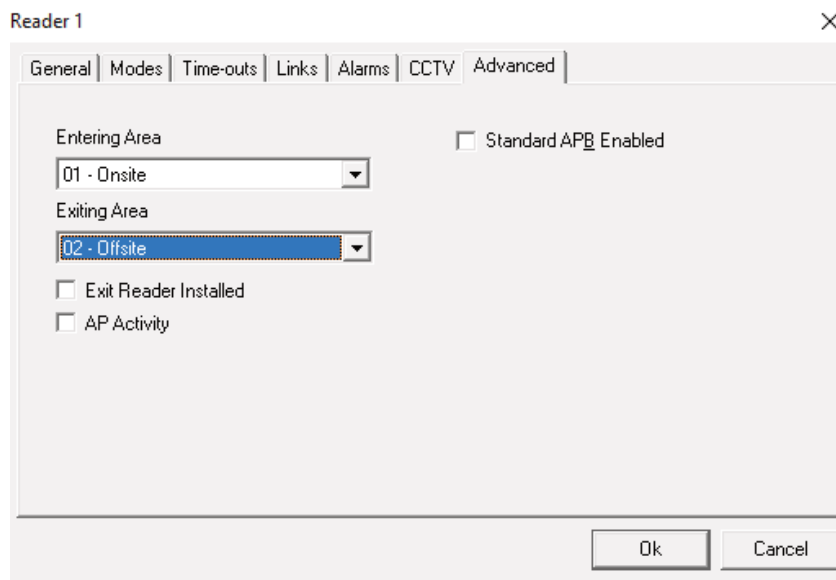 Reader 1
General Modes Time-outs Links Alarms CCTV Advanced
Entering Area
Standard APB Enabled
01 - Onsite
Exiting Area
02 - Offsite
Exit Reader Installed
AP Activity
Ok Cancel